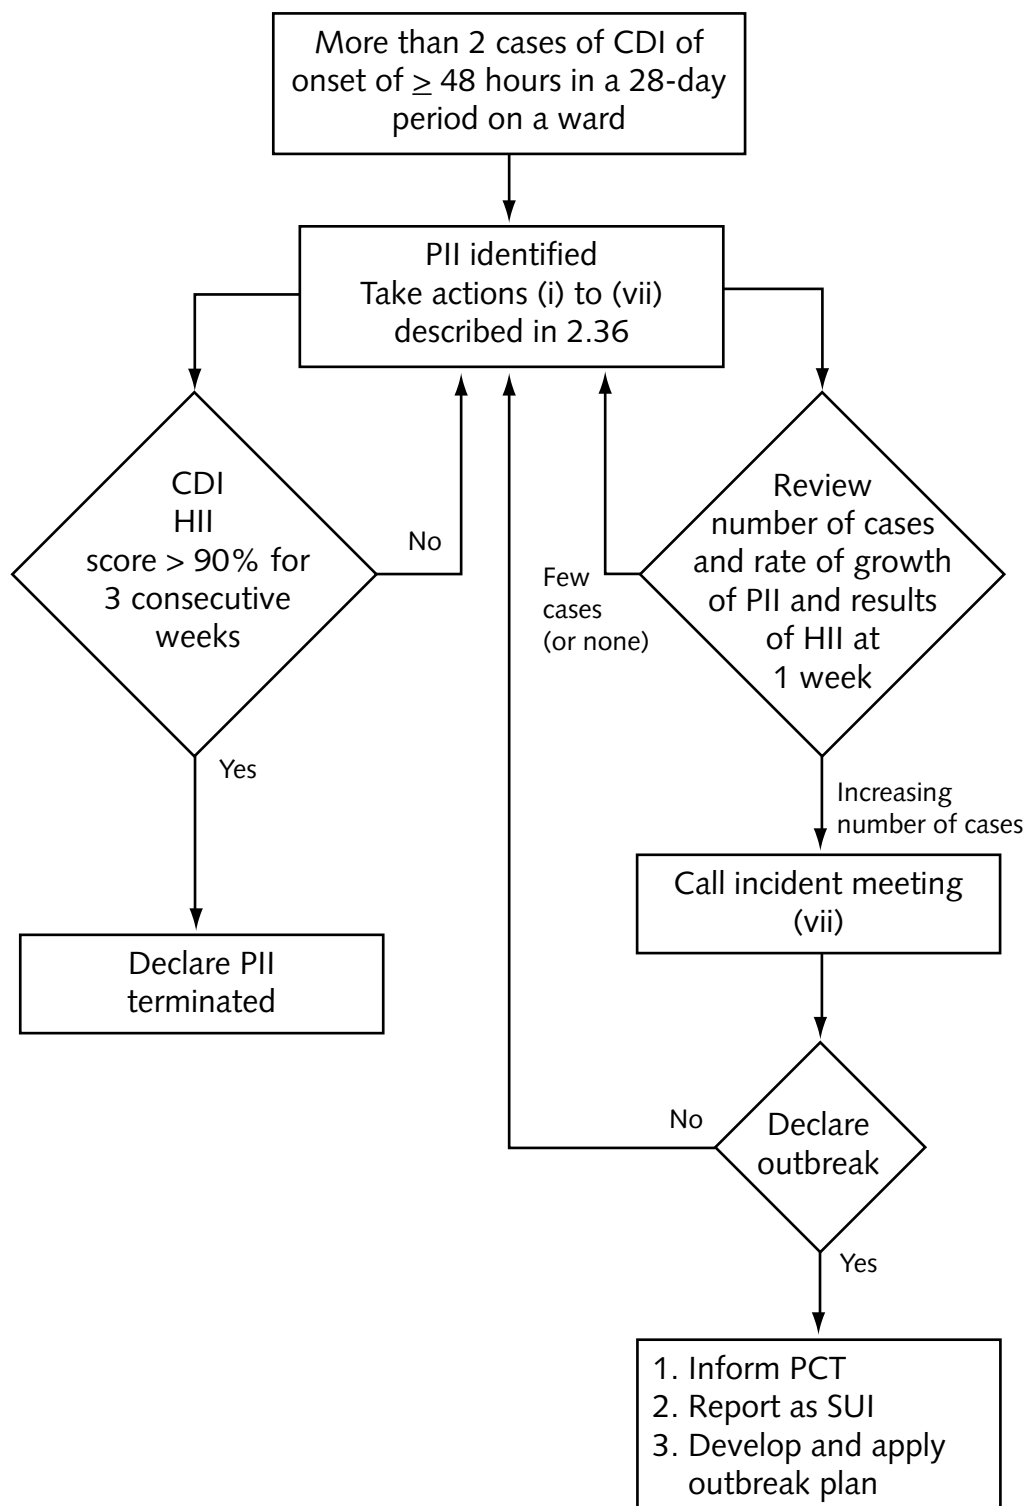 More than 2 cases of CDI of
onset of ≥ 48 hours in a 28-day
period on a ward
PII identified
Take actions (i) to (vii)
described in 2.36
CDI
HII
score > 90% for
3 consecutive
weeks
No
Yes
Declare PII
terminated
Review
number of cases
and rate of growth
of PII and results
of HII at
1 week
Few
cases
(or none)
Increasing
number of cases
Call incident meeting
(vii)
Declare
outbreak
No
Yes
1. Inform PCT
2. Report as SUI
3. Develop and apply
outbreak plan